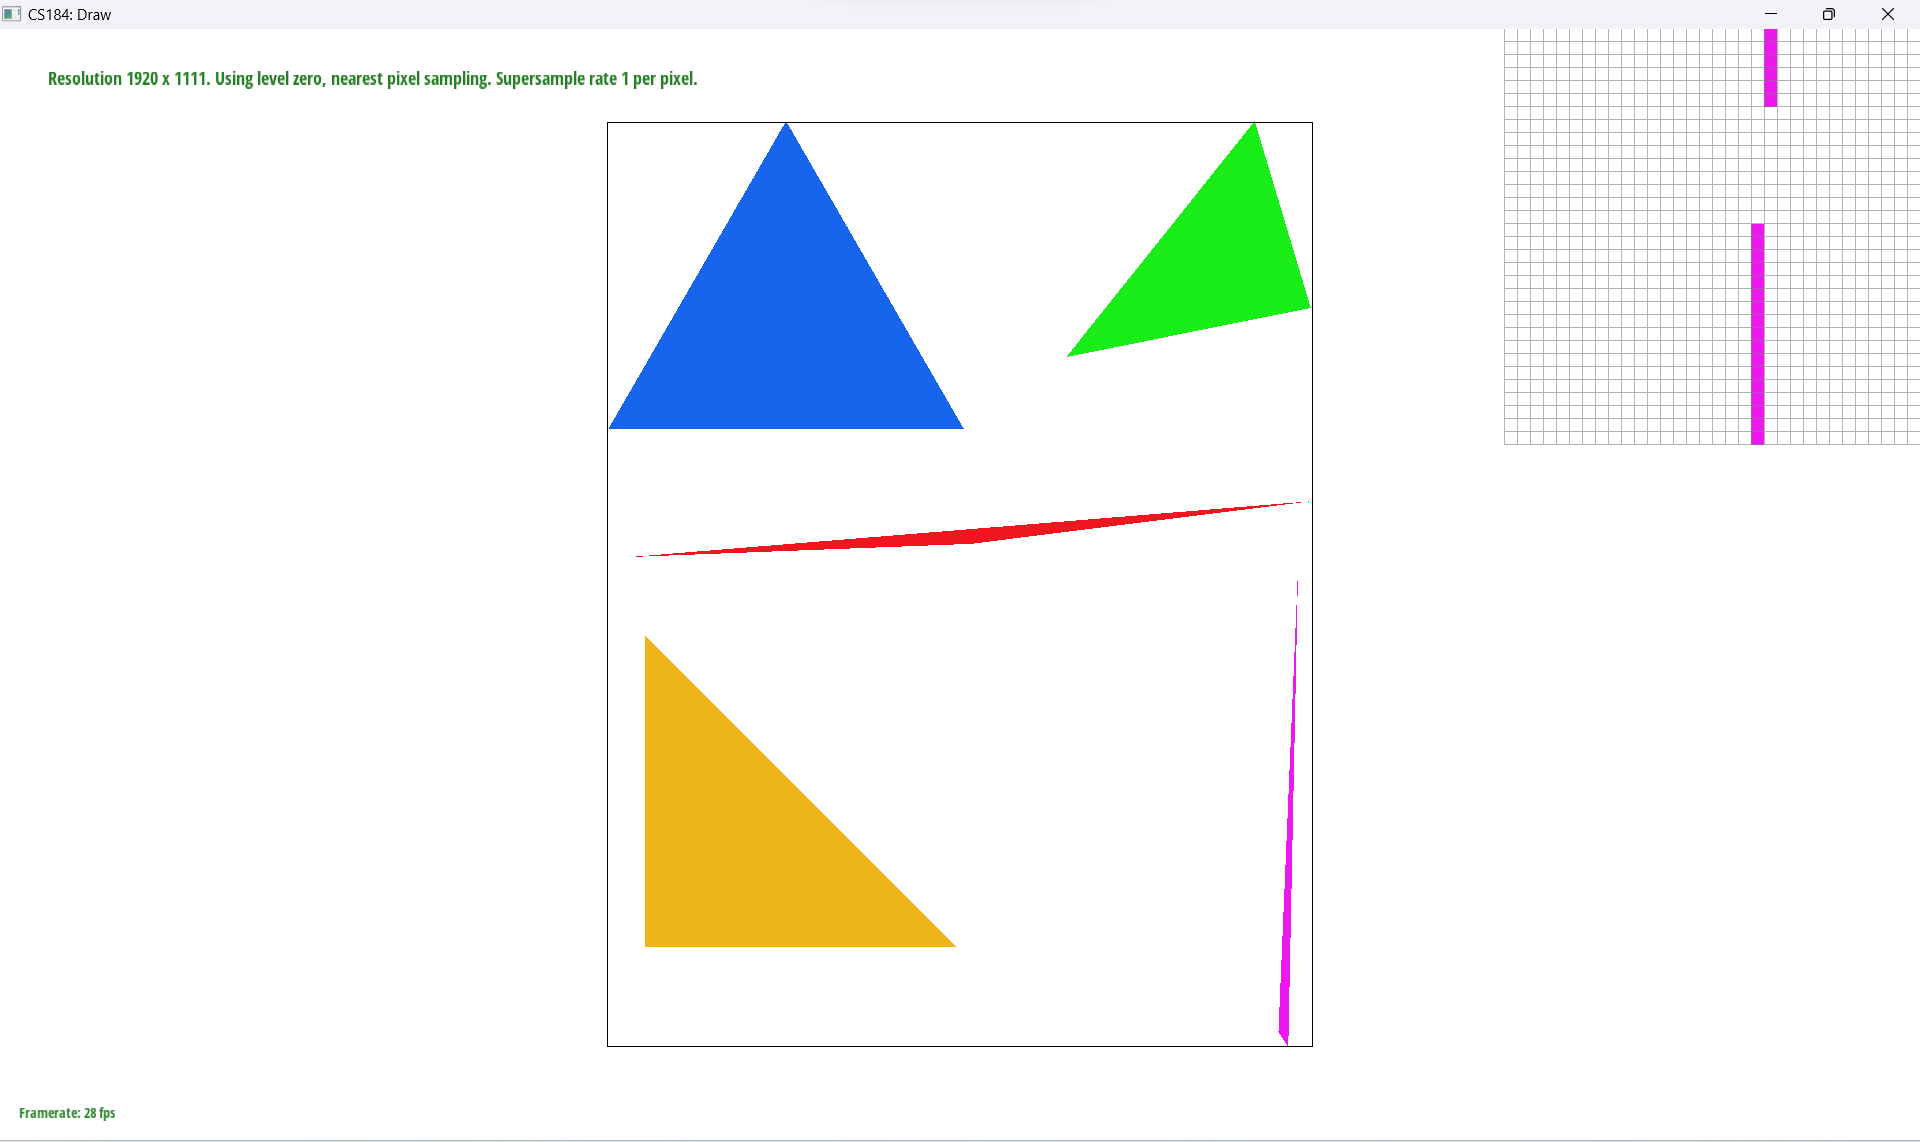 CS184: Draw
Resolution 1920 x 1111. Using level zero, nearest pixel sampling. Supersample rate 1 per pixel.
Framerate: 28 fps